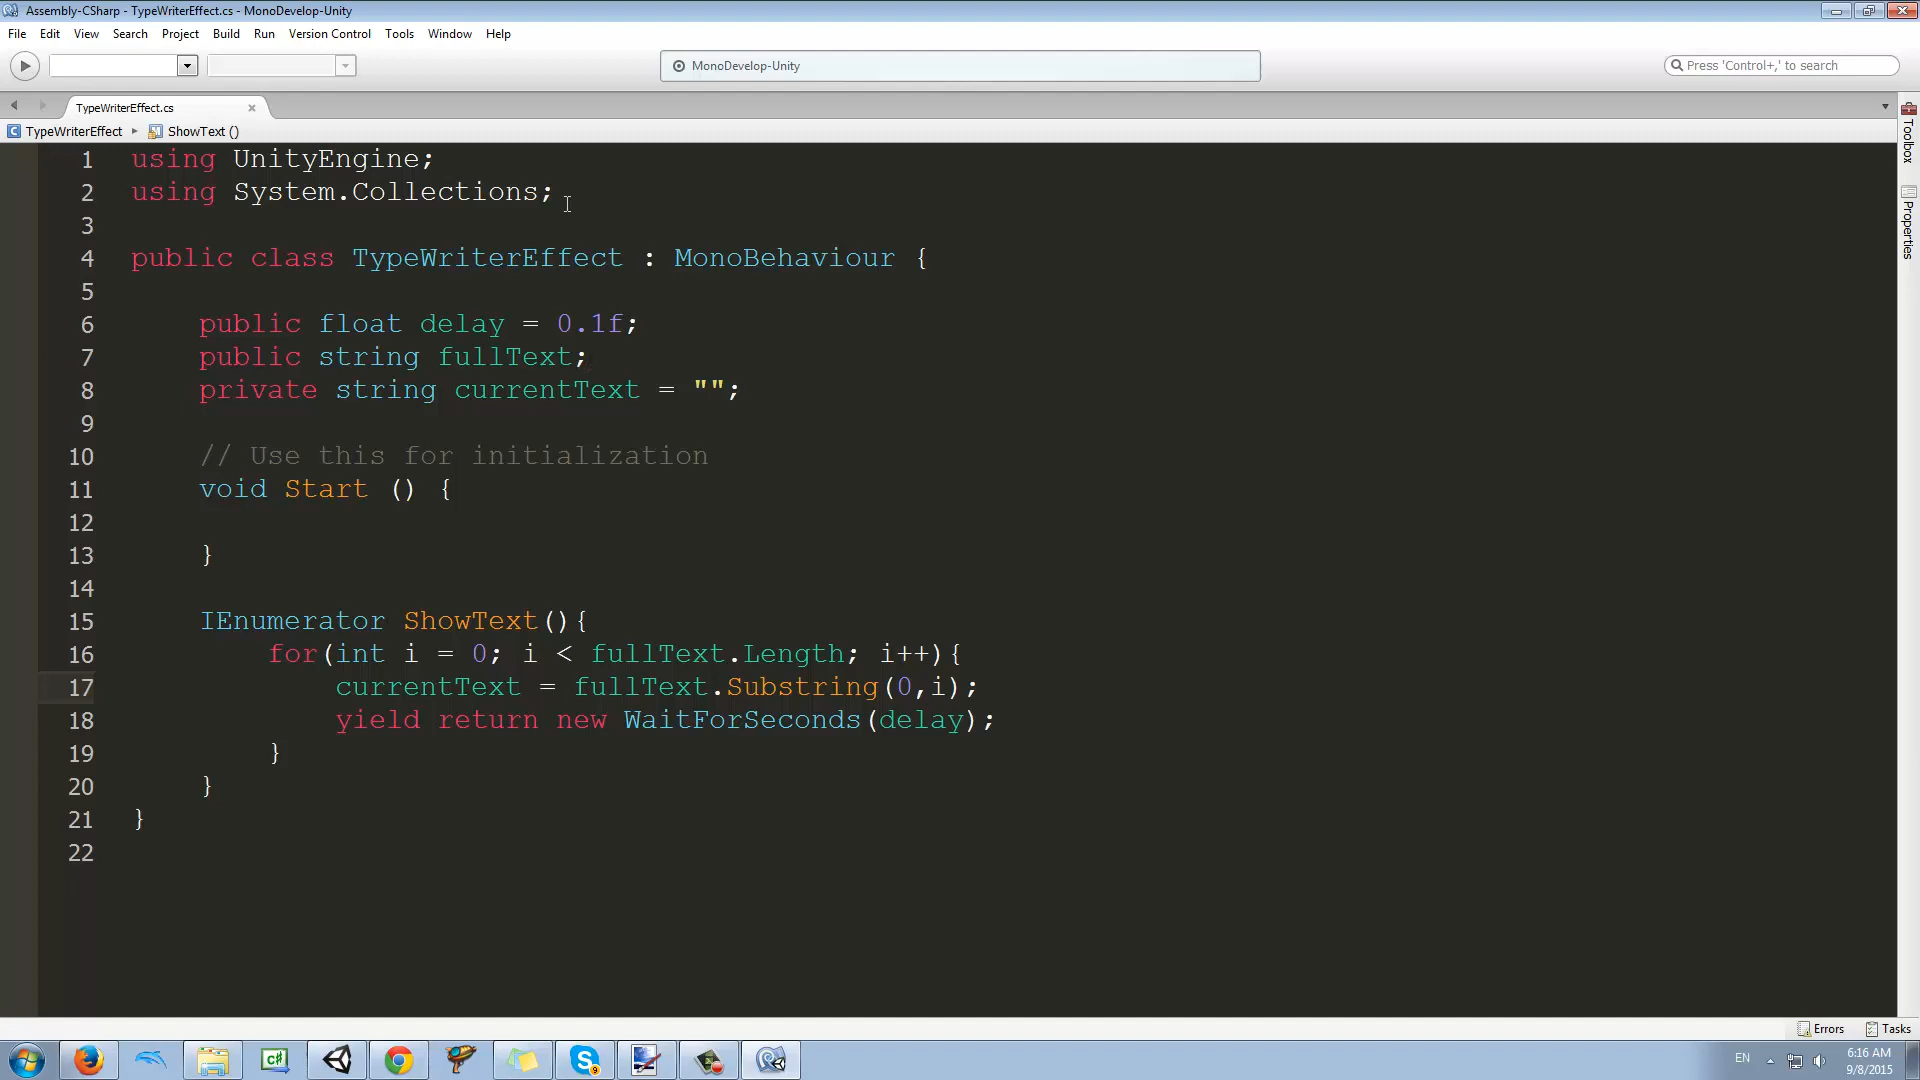 Assembly-CSharp - TypeWriterEffect.cs - MonoDevelop-Unity
File Edit View Search Project Build Run Version Control Tools Window Help
MonoDevelop-Unity
Press 'Control+,' to search
TypeWriterEffect.cs
TypeWriterEffect ShowText ()
Toolbox
Properties
1 using UnityEngine;
2 using System.Collections;
3
4 public class TypeWriterEffect : MonoBehaviour {
5
6 public float delay = 0.1f;
7 public string fullText;
8 private string currentText = "";
9
10 // Use this for initialization
11 void Start () {
12
13 }
14
15 IEnumerator ShowText(){
16 for(int i = 0; i < fullText.Length; i++){
17 currentText = fullText.Substring(0,i);
18 yield return new WaitForSeconds(delay);
19 }
20 }
21 }
22
Errors Tasks
C#
9
EN
6:16 AM
9/8/2015